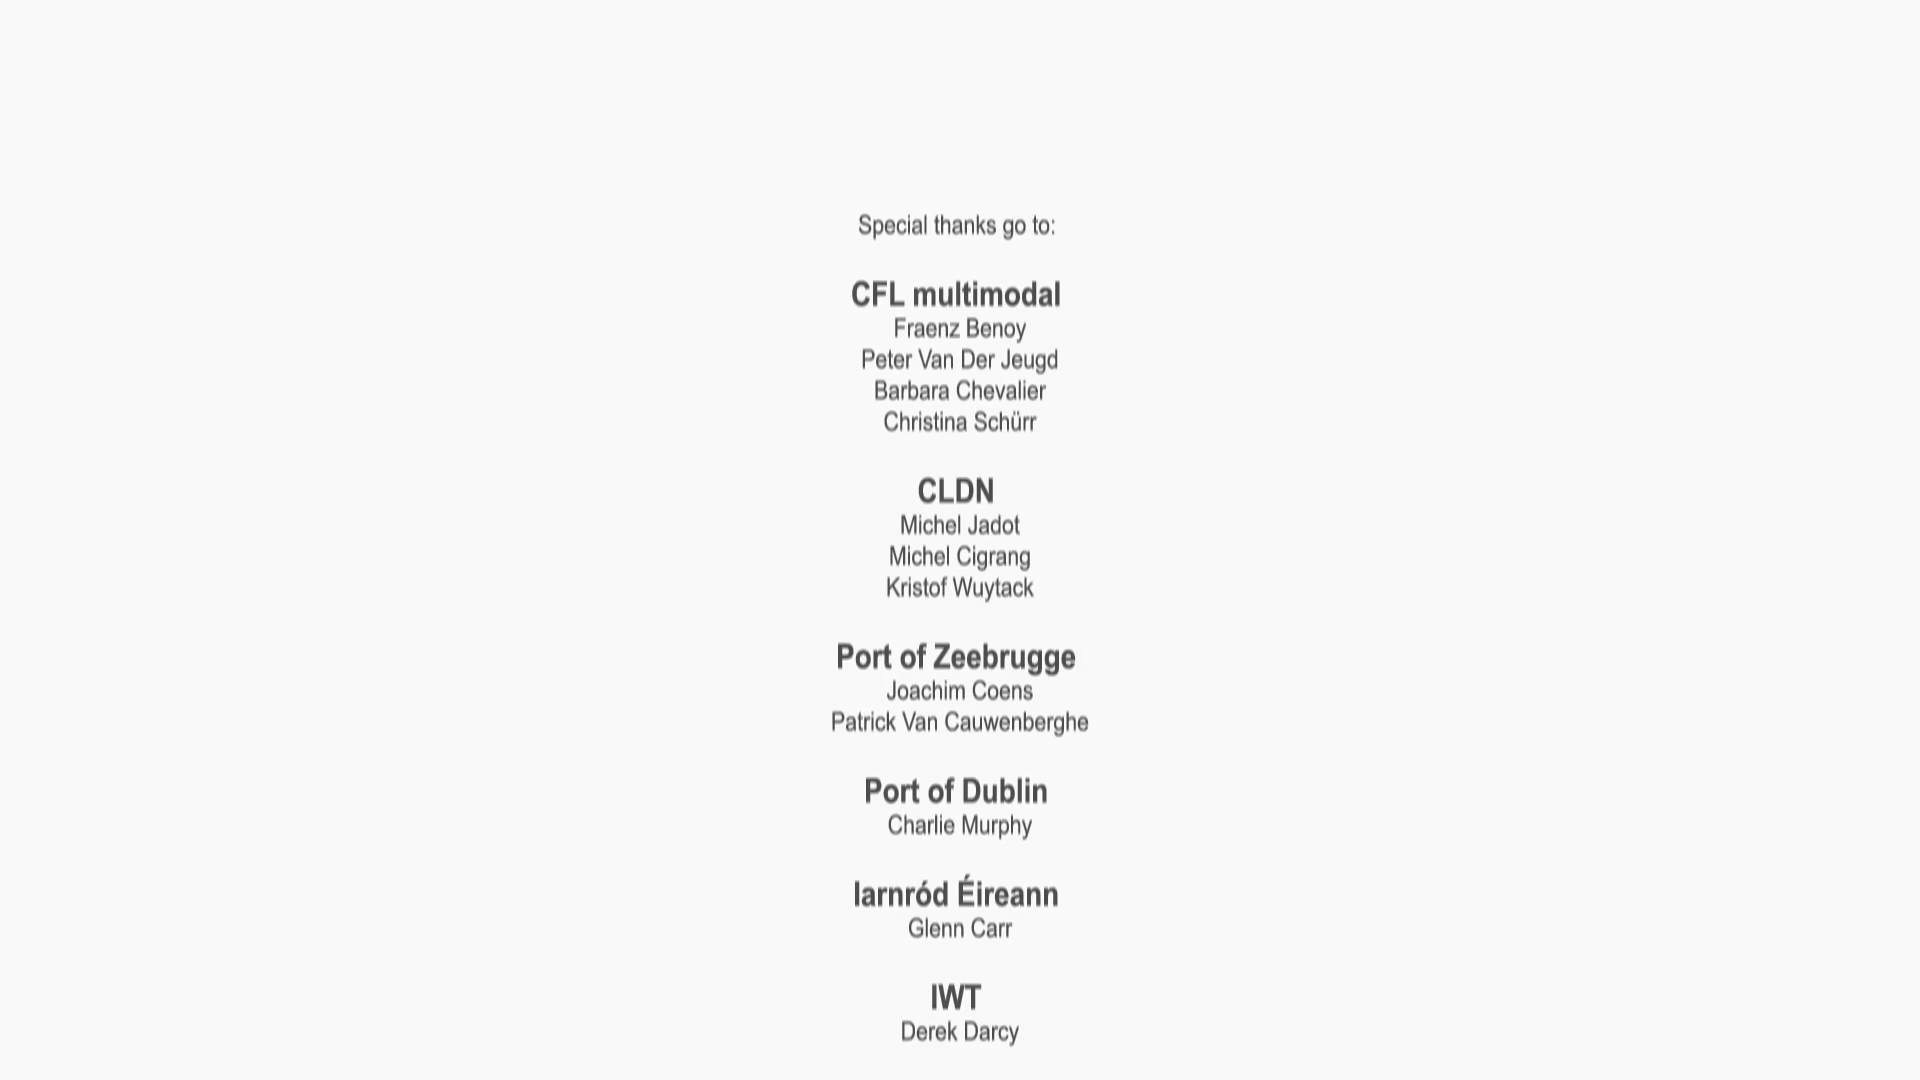 Special thanks go to:
CFL multimodal
Fraenz Benoy
Peter Van Der Jeugd
Barbara Chevalier
Christina Schürr
CLDN
Michel Jadot
Michel Cigrang
Kristof Wuytack
Port of Zeebrugge
Joachim Coens
Patrick Van Cauwenberghe
Port of Dublin
Charlie Murphy
Iarnród Éireann
Glenn Carr
IWT
Derek Darcy